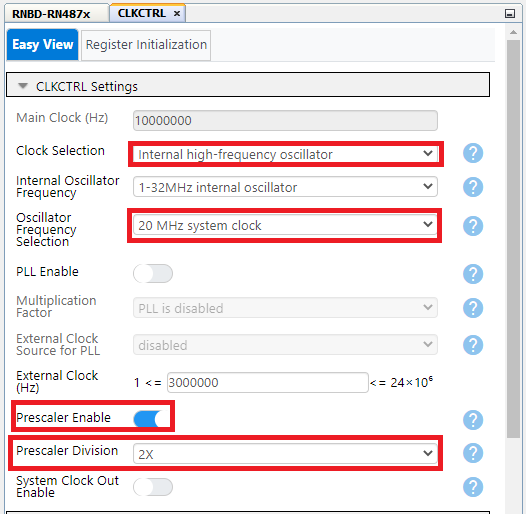 RNBD-RN487x CLKCTRL ×
Easy View Register Initialization
CLKCTRL Settings
Main Clock (Hz) 10000000
Clock Selection Internal high-frequency oscillator ?
Internal Oscillator
Frequency 1-32MHz internal oscillator ?
Oscillator
Frequency
Selection 20 MHz system clock ?
PLL Enable ?
Multiplication
Factor PLL is disabled ?
External Clock
Source for PLL disabled ?
External Clock
(Hz) 1 <= 3000000 <= 24×10⁶
Prescaler Enable ?
Prescaler Division 2X ?
System Clock Out
Enable ?